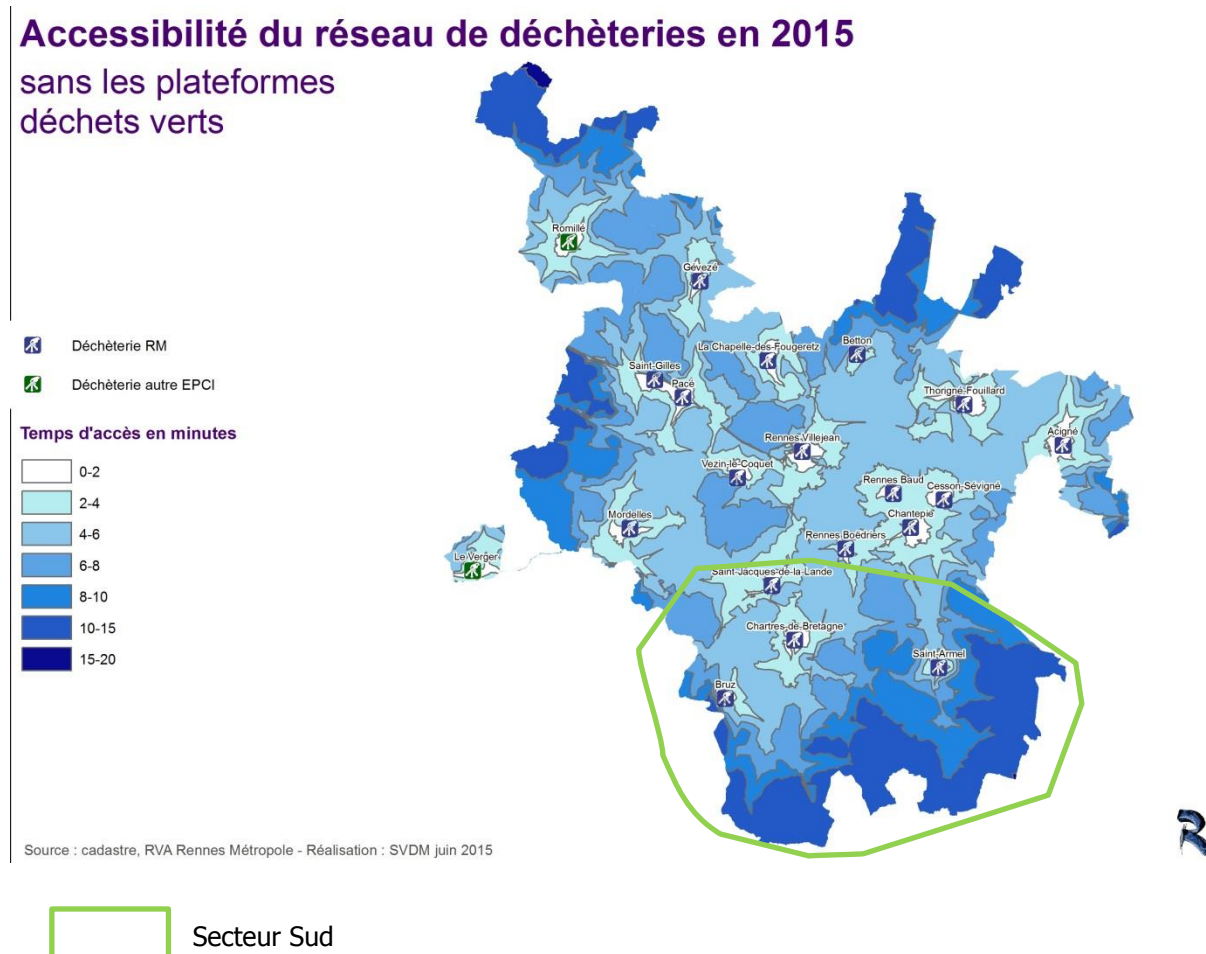 Accessibilité du réseau de déchèteries en 2015
sans les plateformes
déchets verts
Romillé
Gévezé
La Chapelle-des-Fougeretz
Betton
Saint-Gilles
Pacé
Thorigné-Fouillard
Acigné
Rennes Villejean
Vezin-le-Coquet
Rennes Baud
Cesson-Sévigné
Chantepie
Mordelles
Rennes Boëdriers
Le Verger
Saint-Jacques-de-la-Lande
Chartres-de-Bretagne
Saint-Armel
Bruz
Déchèterie RM
Déchèterie autre EPCI
Temps d'accès en minutes
0-2
2-4
4-6
6-8
8-10
10-15
15-20
Source : cadastre, RVA Rennes Métropole - Réalisation : SVDM juin 2015
R
Secteur Sud